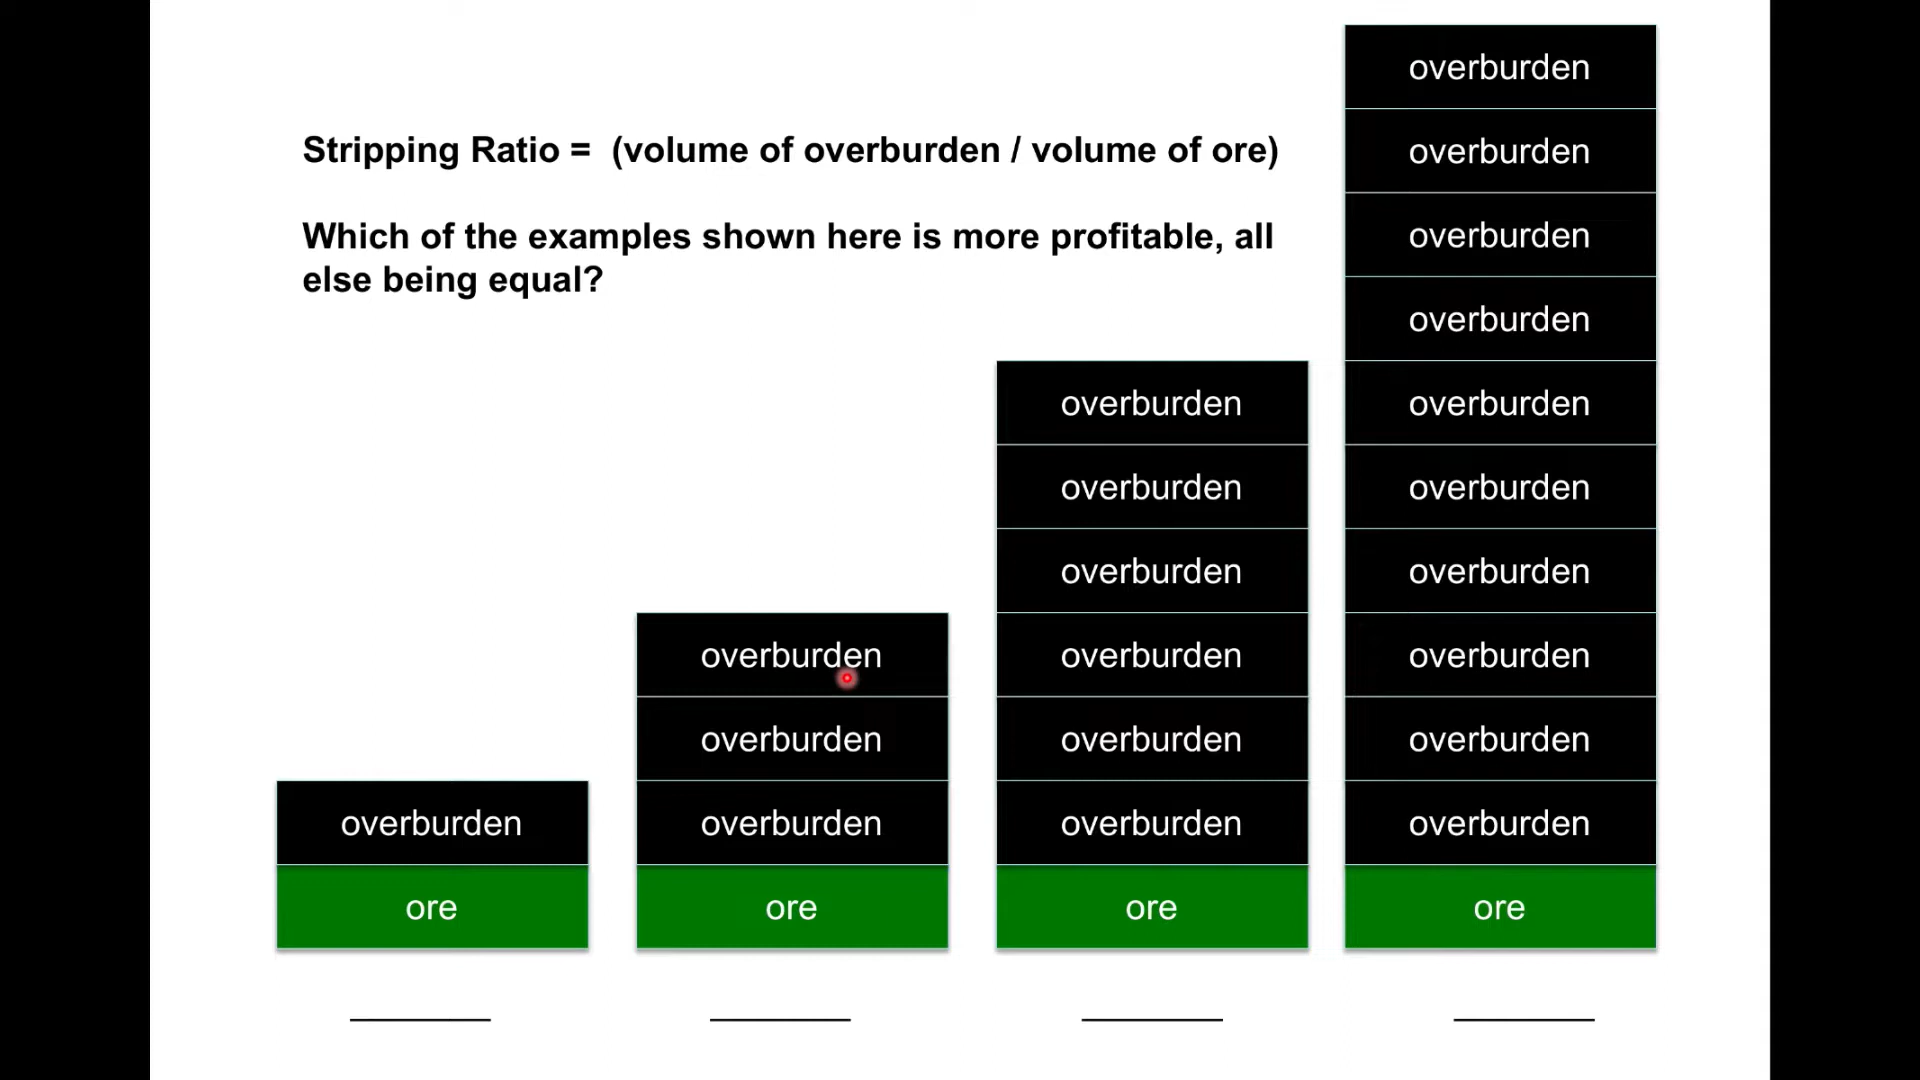 Stripping Ratio = (volume of overburden / volume of ore)
Which of the examples shown here is more profitable, all
else being equal?
overburden
ore
overburden
overburden
overburden
ore
overburden
overburden
overburden
overburden
overburden
overburden
ore
overburden
overburden
overburden
overburden
overburden
overburden
overburden
overburden
overburden
overburden
ore